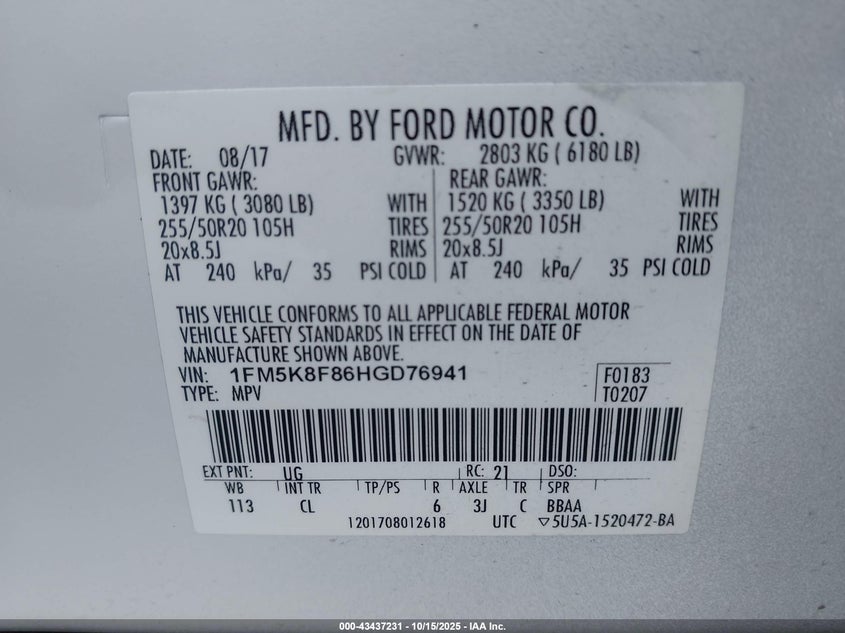 MFD. BY FORD MOTOR CO.
DATE: 08/17 GVWR: 2803 KG ( 6180 LB)
FRONT GAWR: REAR GAWR:
1397 KG ( 3080 LB) WITH 1520 KG ( 3350 LB) WITH
255/50R20 105H TIRES 255/50R20 105H TIRES
20x8.5J RIMS 20x8.5J RIMS
AT 240 kPa/ 35 PSI COLD AT 240 kPa/ 35 PSI COLD
THIS VEHICLE CONFORMS TO ALL APPLICABLE FEDERAL MOTOR
VEHICLE SAFETY STANDARDS IN EFFECT ON THE DATE OF
MANUFACTURE SHOWN ABOVE.
VIN: 1FM5K8F86HGD76941 F0183
TYPE: MPV T0207
EXT PNT: UG RC: 21 DSO:
WB INT TR TP/PS R AXLE TR SPR
113 CL 6 3J C BBAA
1201708012618 UTC ▽5U5A-1520472-BA
000-43437231 - 10/15/2025 - IAA Inc.